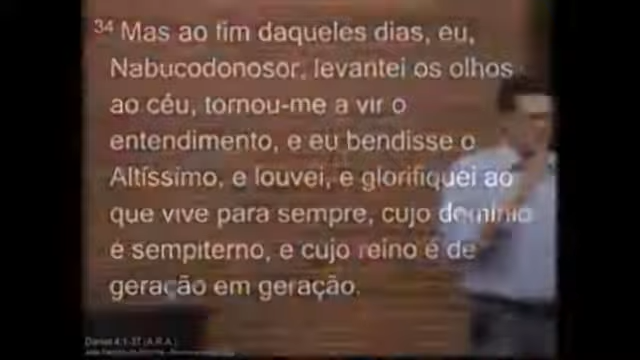 34 Mas ao fim daqueles dias, eu,
Nabucodonosor, levantei os olhos
ao céu, tornou-me a vir o
entendimento, e eu bendisse o
Altíssimo, e louvei, e glorifiquei ao
que vive para sempre, cujo domínio
é sempiterno, e cujo reino é de
geração em geração.
Daniel 4:1-37 (A.R.A.)